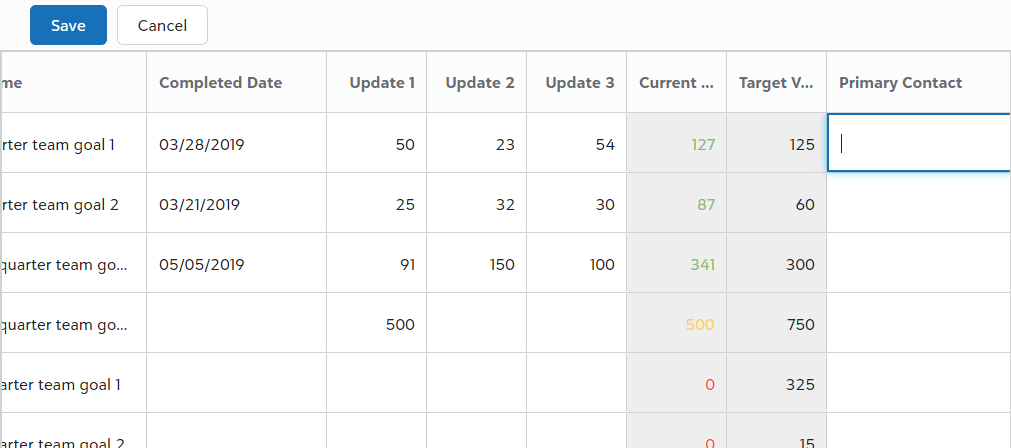 Save Cancel
me Completed Date Update 1 Update 2 Update 3 Current ... Target V... Primary Contact
rter team goal 1 03/28/2019 50 23 54 127 125
rter team goal 2 03/21/2019 25 32 30 87 60
quarter team go... 05/05/2019 91 150 100 341 300
quarter team go... 500 500 750
arter team goal 1 0 325
arter team goal 2 0 15